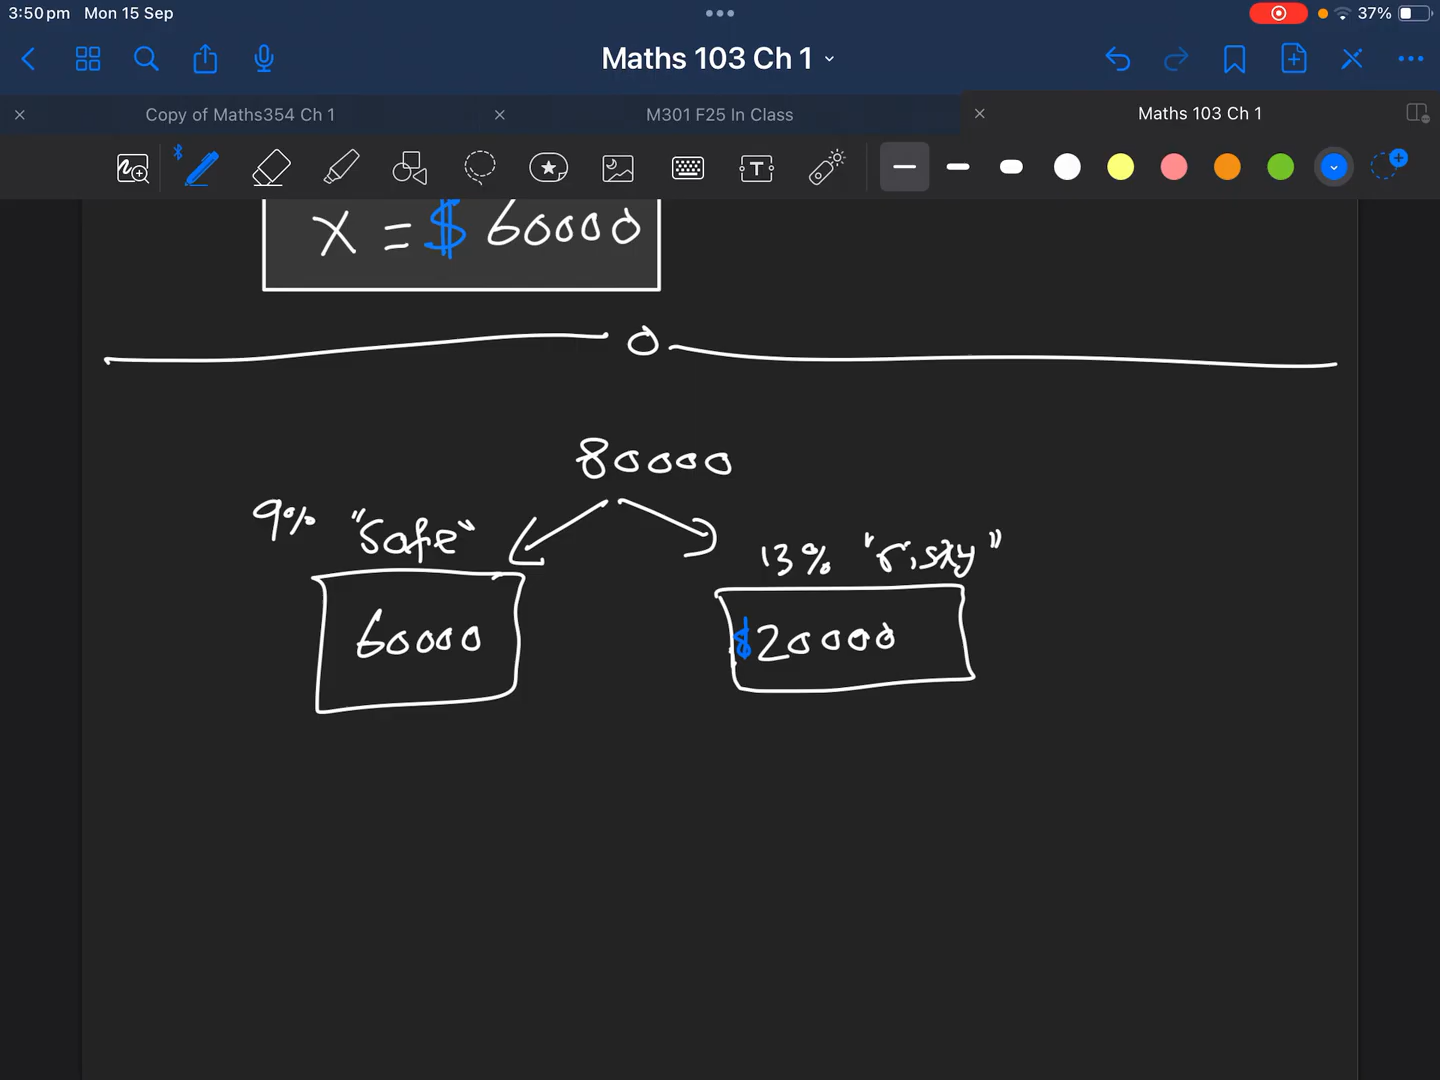 3:50 pm Mon 15 Sep
37%
Maths 103 Ch 1
Copy of Maths354 Ch 1
M301 F25 In Class
Maths 103 Ch 1
x = $ 60000
80000
9% "Safe"
13% "risky"
60000
$20000